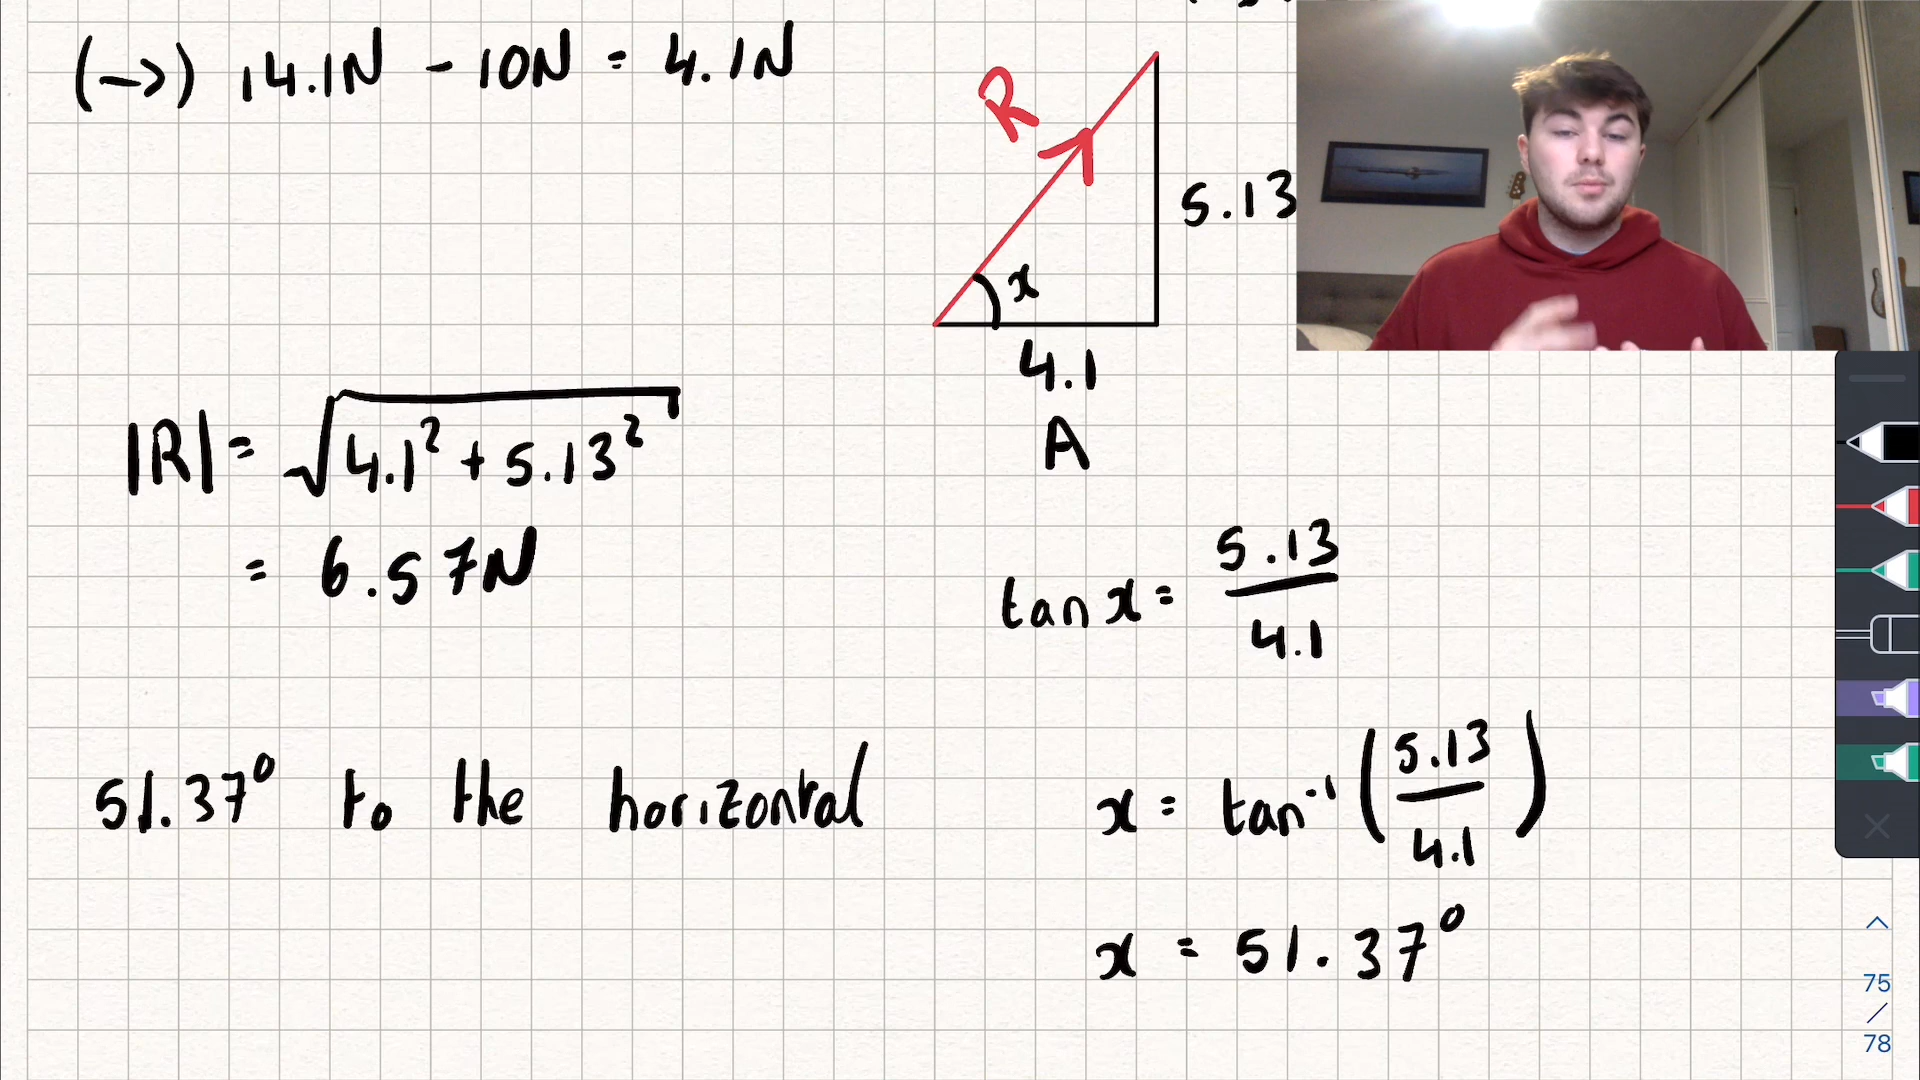 (->) 14.1N - 10N = 4.1N
R
5.13
x
4.1
A
|R| = √4.1² + 5.13²
= 6.57N
tan x = 5.13
4.1
51.37° to the horizontal
x = tan⁻¹ (5.13
4.1)
x = 51.37°
75
/
78